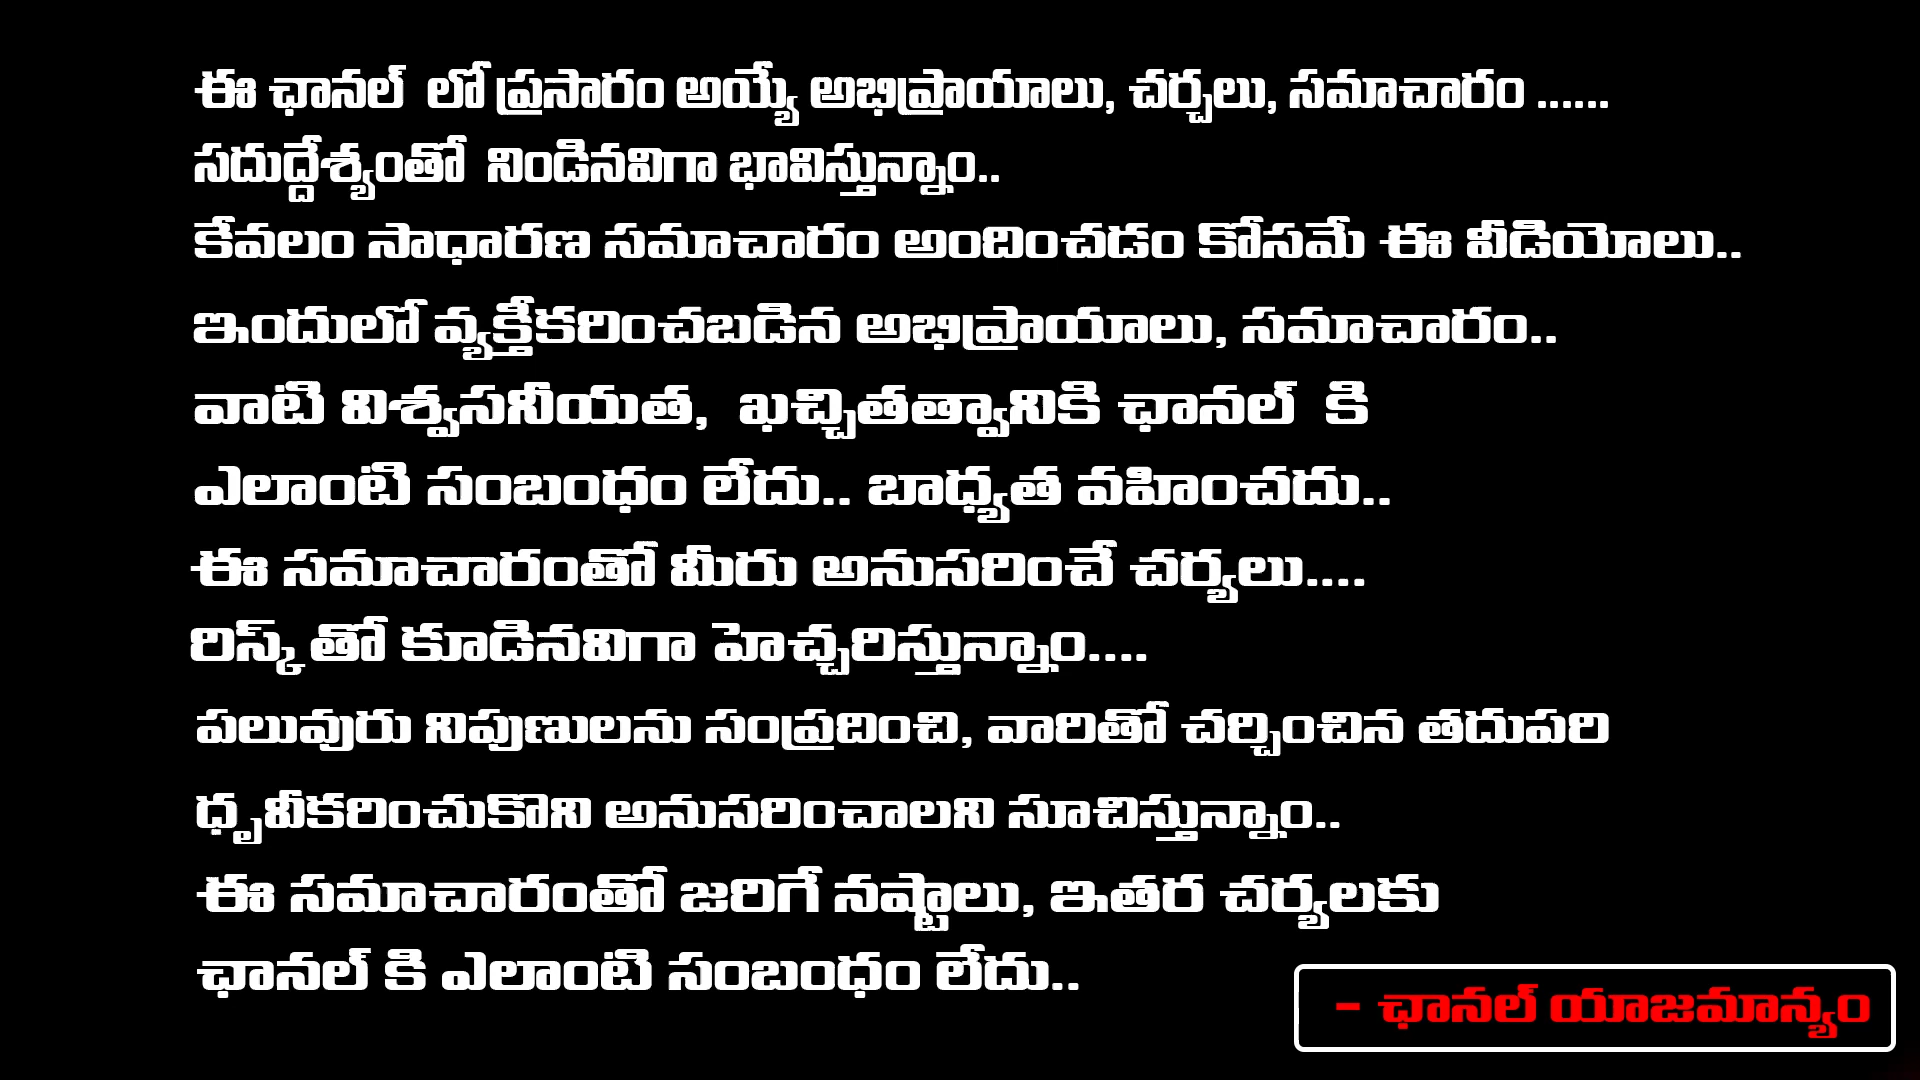 ఈ ఛానల్ లో ప్రసారం అయ్యే అభిప్రాయాలు, చర్చలు, సమాచారం ......
సదుద్దేశ్యంతో నిండినవిగా భావిస్తున్నాం..
కేవలం సాధారణ సమాచారం అందించడం కోసమే ఈ వీడియోలు..
ఇందులో వ్యక్తీకరించబడిన అభిప్రాయాలు, సమాచారం..
వాటి విశ్వసనీయత, ఖచ్చితత్వానికి ఛానల్ కి
ఎలాంటి సంబంధం లేదు.. బాధ్యత వహించదు..
ఈ సమాచారంతో మీరు అనుసరించే చర్యలు....
రిస్క్ తో కూడినవిగా హెచ్చరిస్తున్నాం....
పలువురు నిపుణులను సంప్రదించి, వారితో చర్చించిన తదుపరి
ధృవీకరించుకొని అనుసరించాలని సూచిస్తున్నాం..
ఈ సమాచారంతో జరిగే నష్టాలు, ఇతర చర్యలకు
ఛానల్ కి ఎలాంటి సంబంధం లేదు..
- ఛానల్ యాజమాన్యం